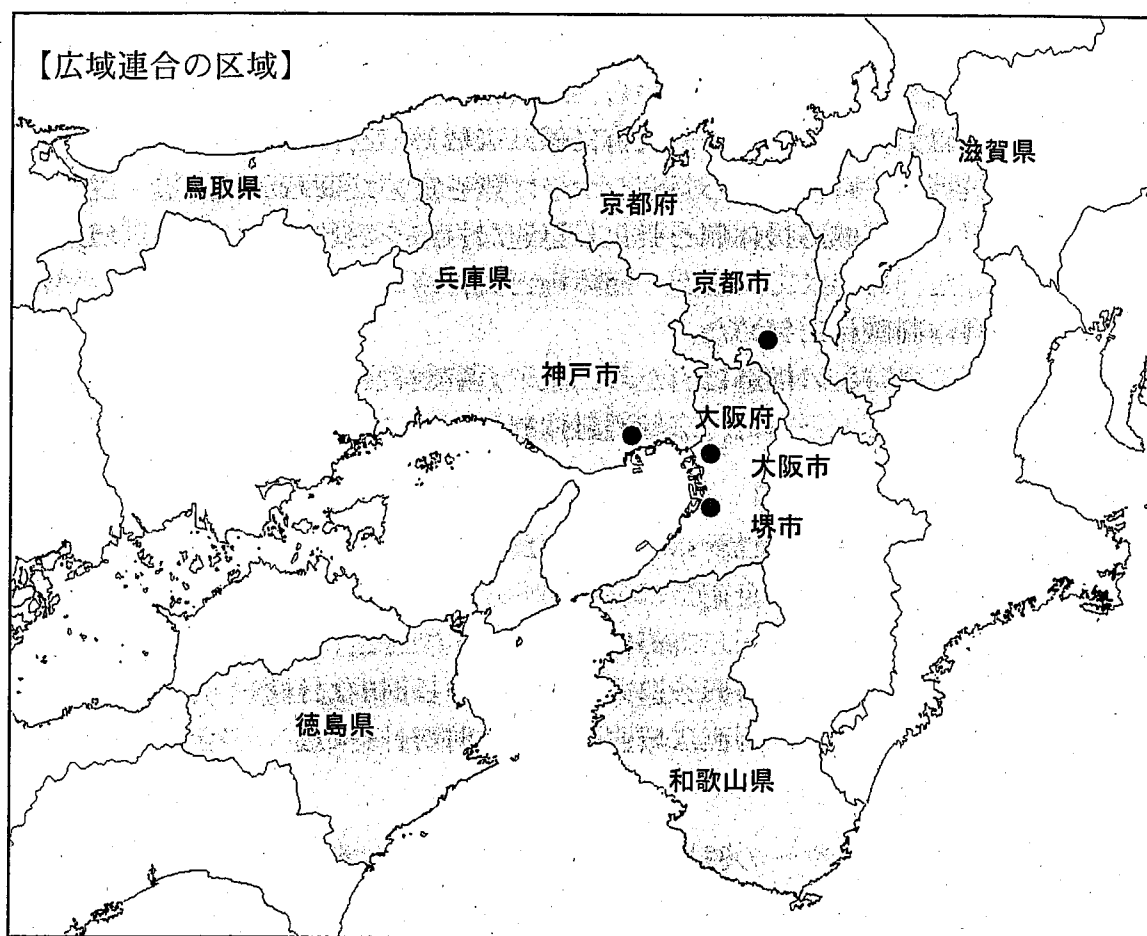 【広域連合の区域】
滋賀県
鳥取県
京都府
兵庫県
京都市
神戸市
大阪府
大阪市
堺市
徳島県
和歌山県